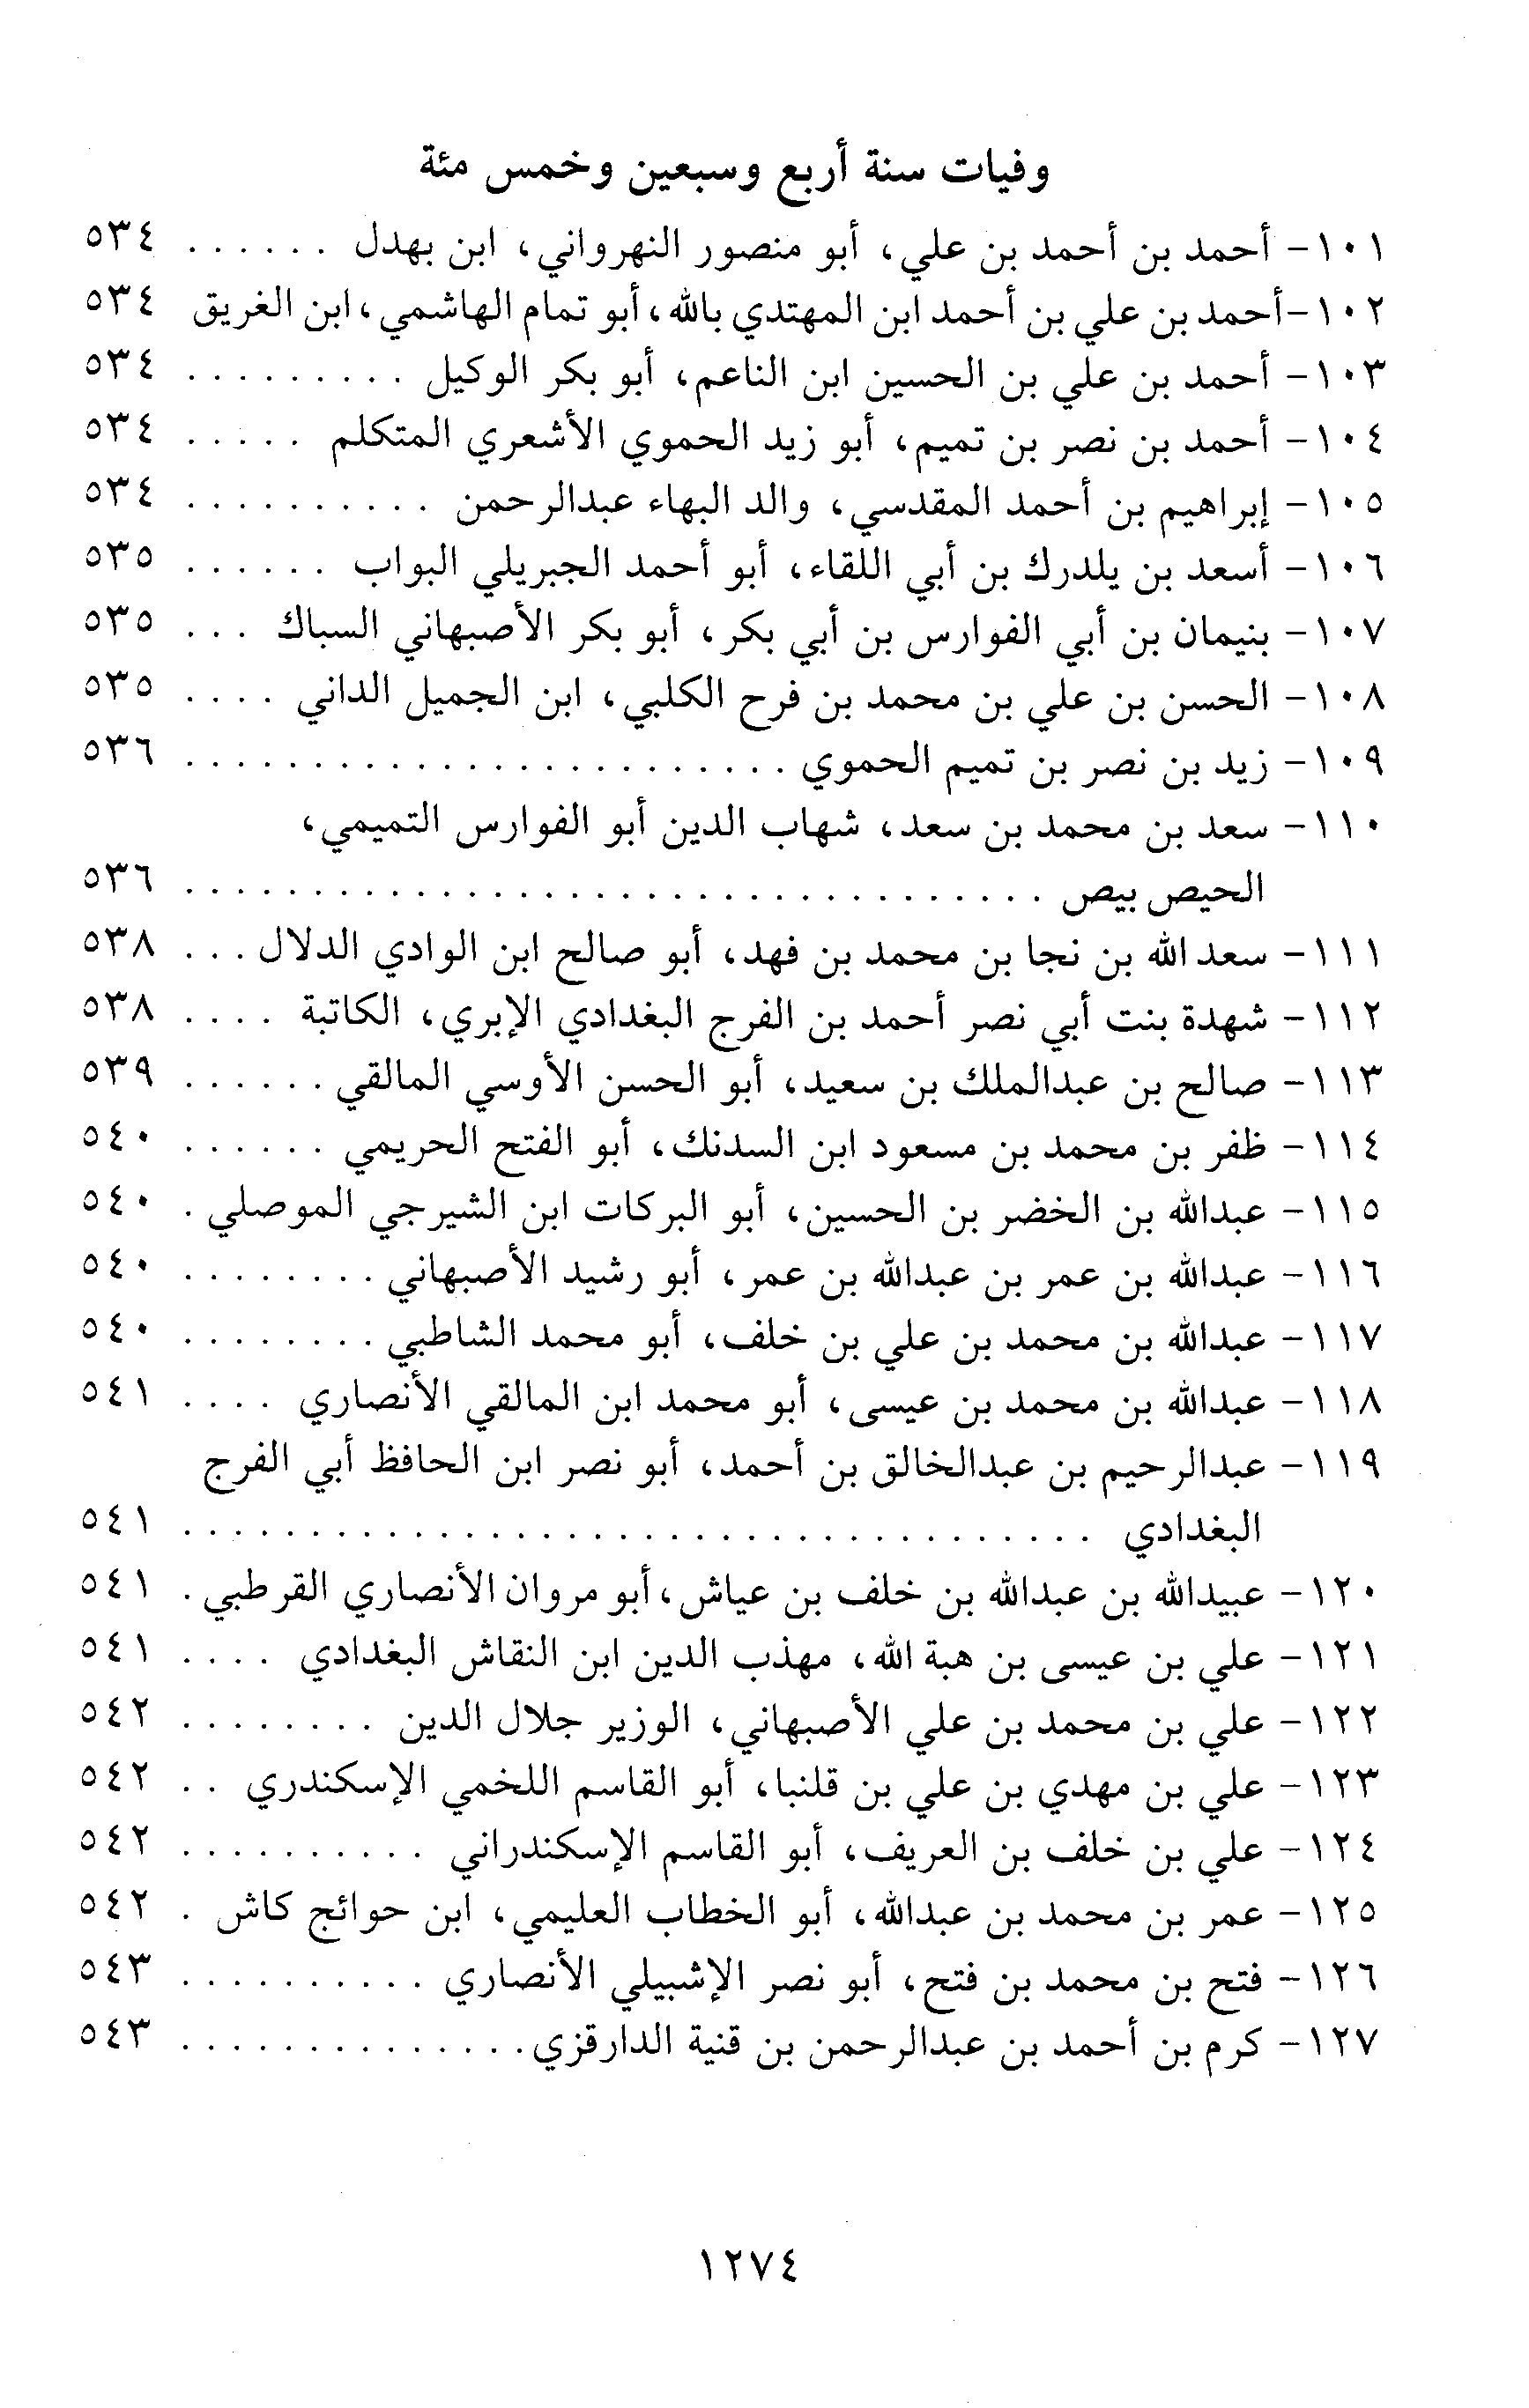 وفيات سنة أربع وسبعين وخمس مئة
١٠١- أحمد بن أحمد بن علي، أبو منصور النهرواني، ابن بهدل . . . . . . ٥٣٤
١٠٢-أحمد بن علي بن أحمد ابن المهتدي بالله، أبو تمام الهاشمي، ابن الغريق ٥٣٤
١٠٣- أحمد بن علي بن الحسين ابن الناعم، أبو بكر الوكيل . . . . . . . . . ٥٣٤
١٠٤- أحمد بن نصر بن تميم، أبو زيد الحموي الأشعري المتكلم . . . . . ٥٣٤
١٠٥- إبراهيم بن أحمد المقدسي، والد البهاء عبدالرحمن . . . . . . . . . . ٥٣٤
١٠٦- أسعد بن يلدرك بن أبي اللقاء، أبو أحمد الجبريلي البواب . . . . . . ٥٣٥
١٠٧- بنيمان بن أبي الفوارس بن أبي بكر، أبو بكر الأصبهاني السباك . . . ٥٣٥
١٠٨- الحسن بن علي بن محمد بن فرح الكلبي، ابن الجميل الداني . . . . ٥٣٥
١٠٩- زيد بن نصر بن تميم الحموي . . . . . . . . . . . . . . . . . . . . . . . . ٥٣٦
١١٠- سعد بن محمد بن سعد، شهاب الدين أبو الفوارس التميمي،
الحيص بيص . . . . . . . . . . . . . . . . . . . . . . . . . . . . . . . . . . ٥٣٦
١١١- سعد الله بن نجا بن محمد بن فهد، أبو صالح ابن الوادي الدلال . . . ٥٣٨
١١٢- شهدة بنت أبي نصر أحمد بن الفرج البغدادي الإبري، الكاتبة . . . . ٥٣٨
١١٣- صالح بن عبدالملك بن سعيد، أبو الحسن الأوسي المالقي . . . . . . ٥٣٩
١١٤- ظفر بن محمد بن مسعود ابن السدنك، أبو الفتح الحريمي . . . . . . ٥٤٠
١١٥- عبدالله بن الخضر بن الحسين، أبو البركات ابن الشيرجي الموصلي . ٥٤٠
١١٦- عبدالله بن عمر بن عبدالله بن عمر، أبو رشيد الأصبهاني . . . . . . . . ٥٤٠
١١٧- عبدالله بن محمد بن علي بن خلف، أبو محمد الشاطبي . . . . . . . . ٥٤٠
١١٨- عبدالله بن محمد بن عيسى، أبو محمد ابن المالقي الأنصاري . . . . ٥٤١
١١٩- عبدالرحيم بن عبدالخالق بن أحمد، أبو نصر ابن الحافظ أبي الفرج
البغدادي . . . . . . . . . . . . . . . . . . . . . . . . . . . . . . . . . . . . ٥٤١
١٢٠- عبيدالله بن عبدالله بن خلف بن عياش، أبو مروان الأنصاري القرطبي . ٥٤١
١٢١- علي بن عيسى بن هبة الله، مهذب الدين ابن النقاش البغدادي . . . . ٥٤١
١٢٢- علي بن محمد بن علي الأصبهاني، الوزير جلال الدين . . . . . . . . ٥٤٢
١٢٣- علي بن مهدي بن علي بن قلنبا، أبو القاسم اللخمي الإسكندري . . ٥٤٢
١٢٤- علي بن خلف بن العريف، أبو القاسم الإسكندراني . . . . . . . . . . ٥٤٢
١٢٥- عمر بن محمد بن عبدالله، أبو الخطاب العليمي، ابن حوائج كاش . ٥٤٢
١٢٦- فتح بن محمد بن فتح، أبو نصر الإشبيلي الأنصاري . . . . . . . . . . ٥٤٣
١٢٧- كرم بن أحمد بن عبدالرحمن بن قنية الدارقزي . . . . . . . . . . . . . . ٥٤٣
١٢٧٤